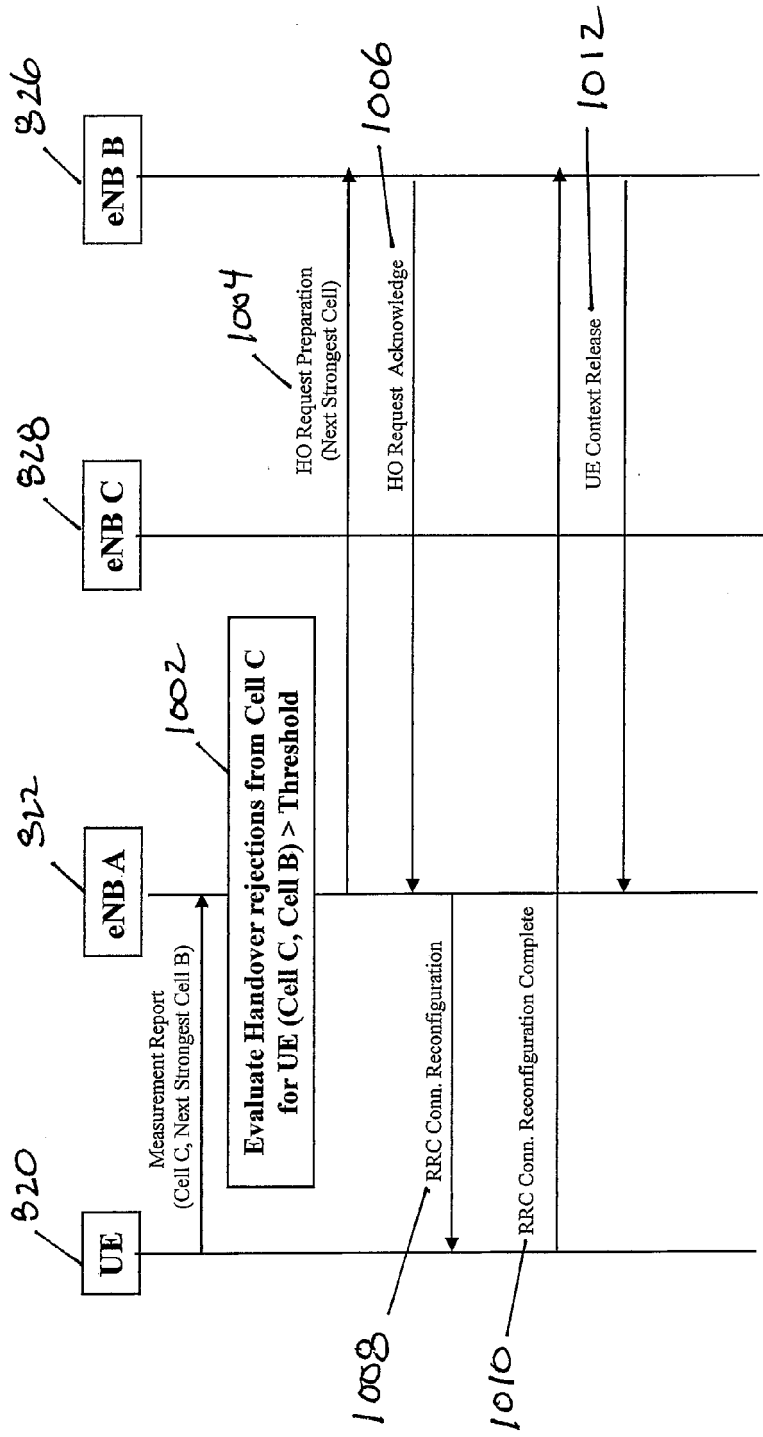 320
UE
322
eNB A
328
eNB C
326
eNB B
Measurement Report
(Cell C, Next Strongest Cell B)
1002
Evaluate Handover rejections from Cell C
for UE (Cell C, Cell B) > Threshold
1004
HO Request Preparation
(Next Strongest Cell)
HO Request Acknowledge
1006
1008
RRC Conn. Reconfiguration
1010
RRC Conn. Reconfiguration Complete
UE Context Release
1012